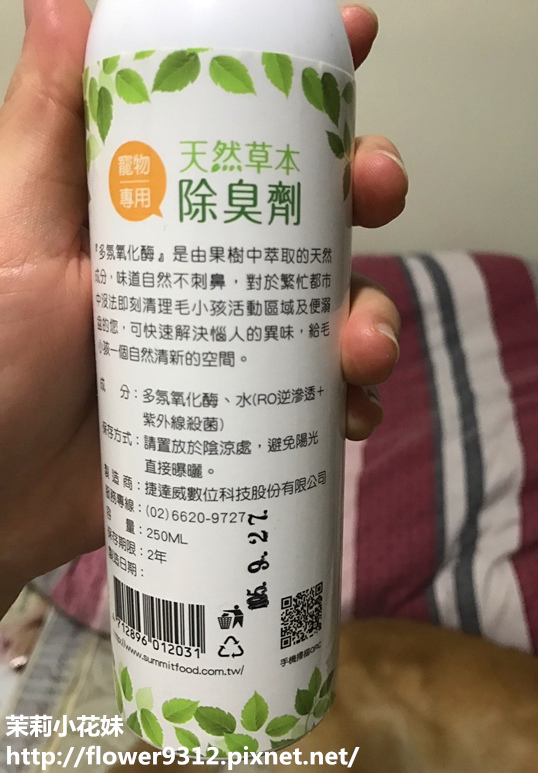 寵物
專用
天然草本
除臭劑
『多氛氧化酶』是由果樹中萃取的天然
成分，味道自然不刺鼻，對於繁忙都市
中沒法即刻清理毛小孩活動區域及便溺
盆的您，可快速解決惱人的異味，給毛
小孩一個自然清新的空間。
成 分：多氛氧化酶、水(RO逆滲透＋
紫外線殺菌)
保存方式：請置放於陰涼處，避免陽光
直接曝曬。
製造商：捷達威數位科技股份有限公司
服務專線：(02)6620-9727
容 量：250ML
保存期限：2年
製造日期：
9.27
712896 012031
http://www.summitfood.com.tw/
茉莉小花妹
http://flower9312.pixnet.net/